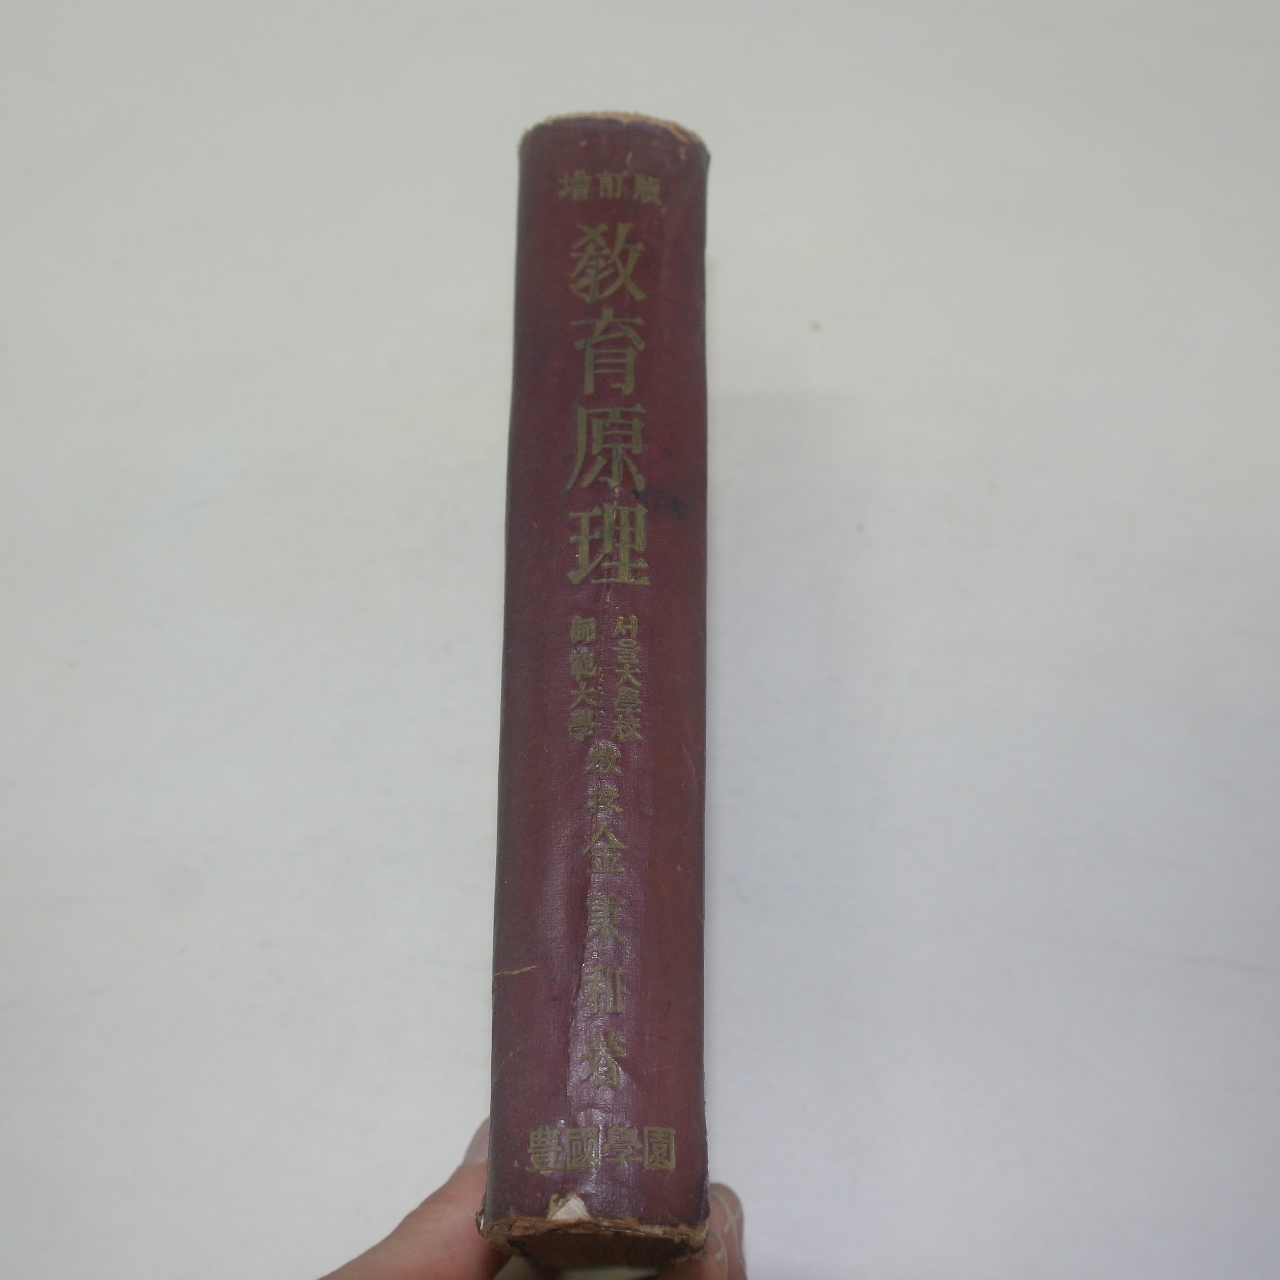 增訂版
敎育原理
서울大學校
師範大學
敎授 金秉和 著
豊國學園